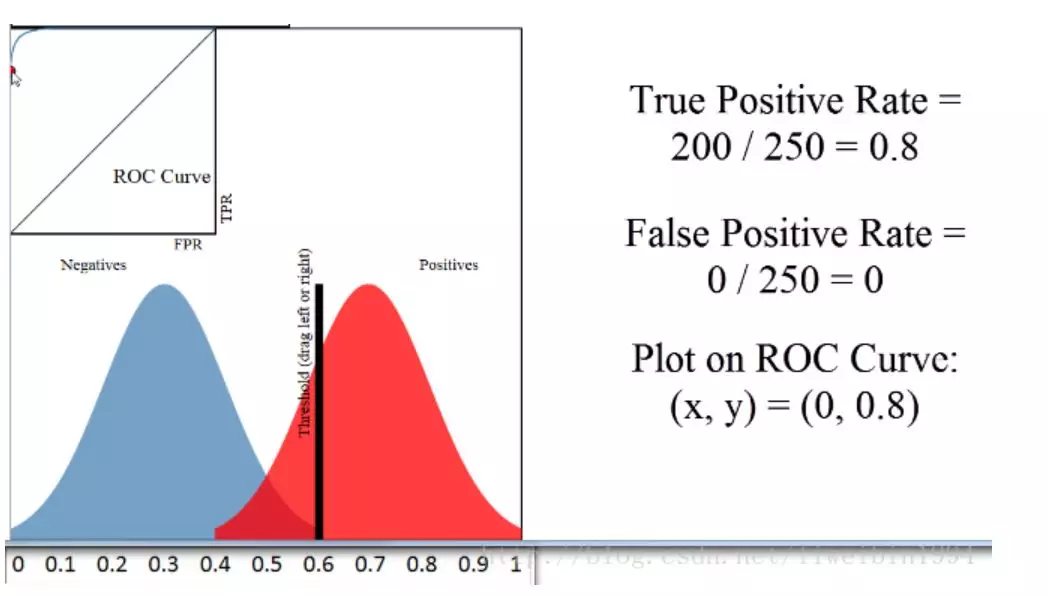 ROC Curve
TPR
FPR
Negatives
Positives
Threshold (drag left or right)
0 0.1 0.2 0.3 0.4 0.5 0.6 0.7 0.8 0.9 1
True Positive Rate =
200 / 250 = 0.8
False Positive Rate =
0 / 250 = 0
Plot on ROC Curve:
(x, y) = (0, 0.8)